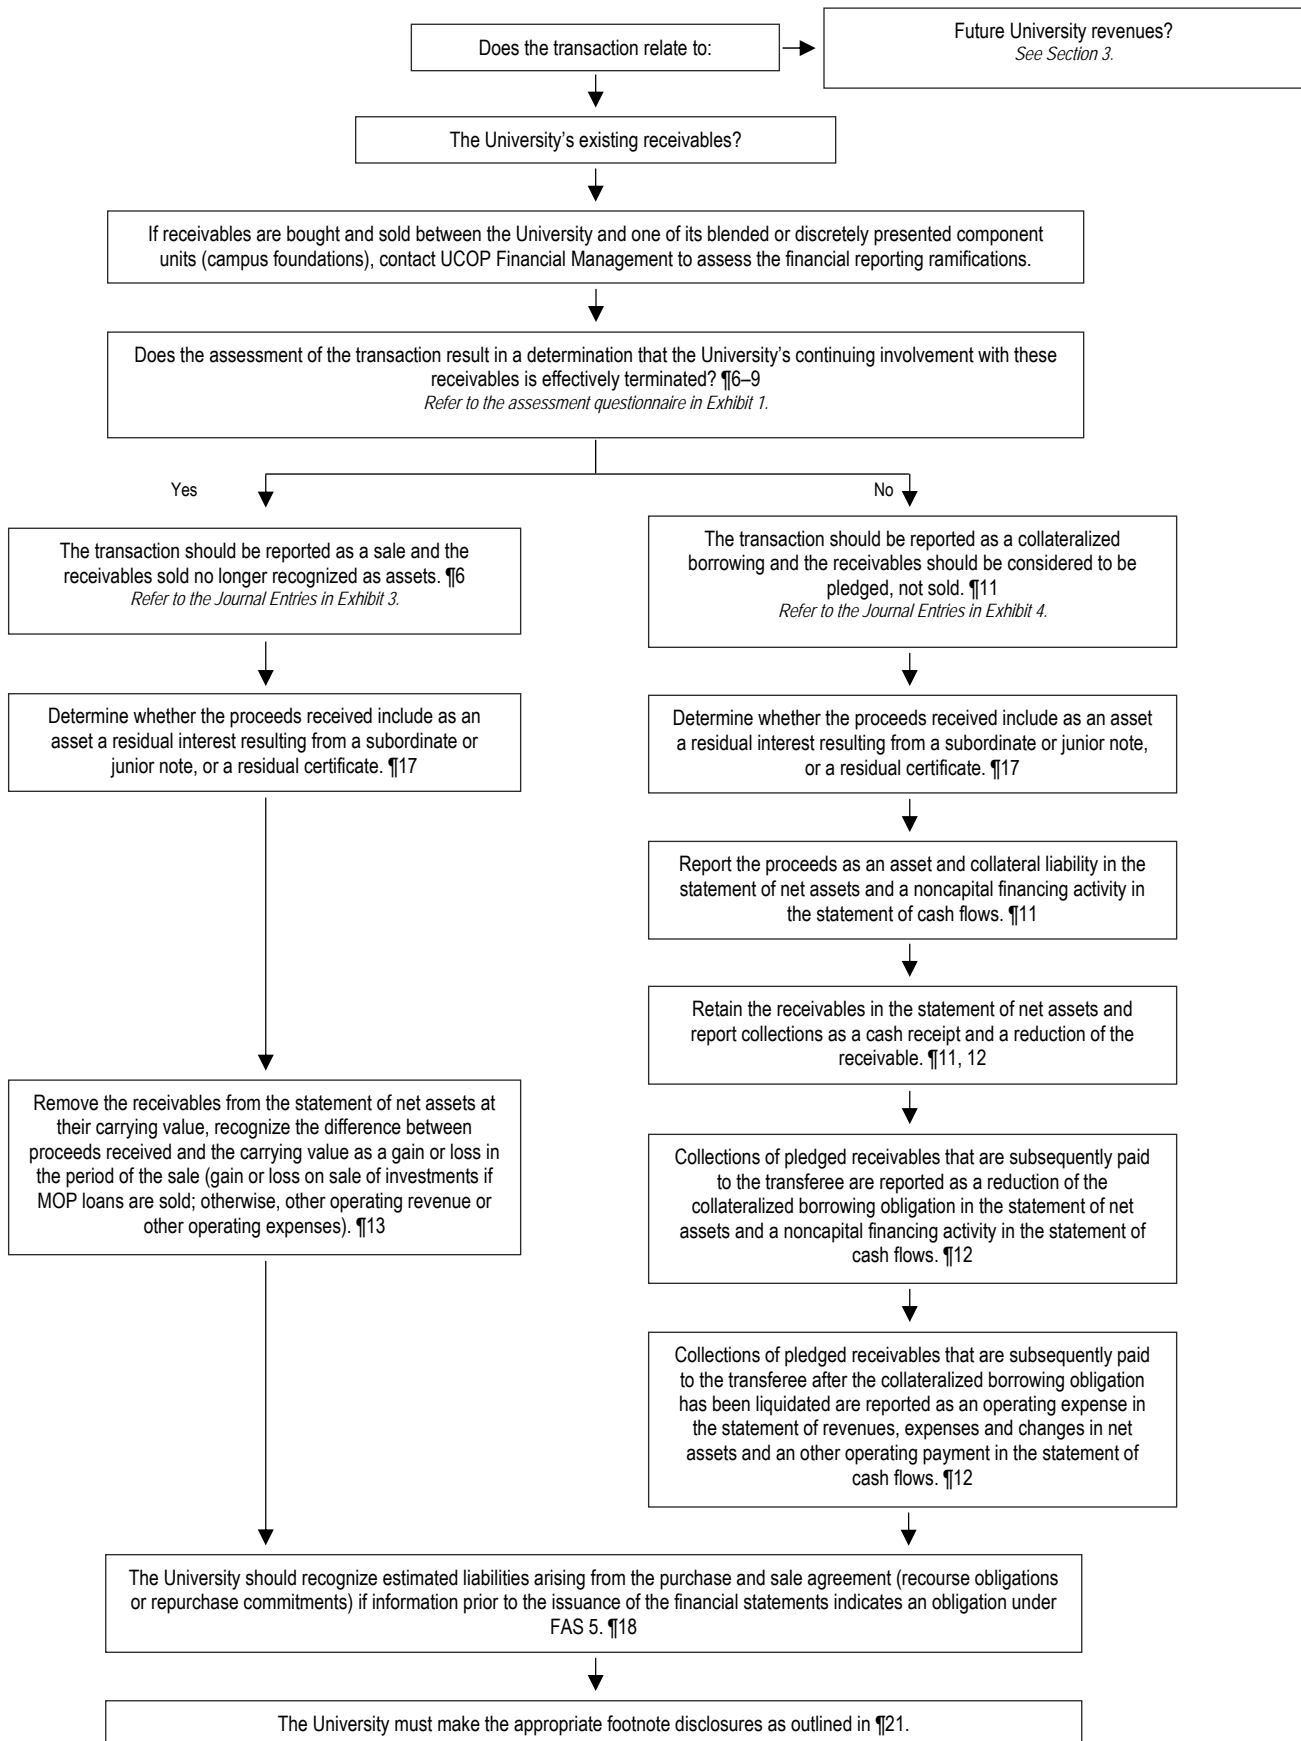 Does the transaction relate to:
Future University revenues?
See Section 3.
The University’s existing receivables?
If receivables are bought and sold between the University and one of its blended or discretely presented component
units (campus foundations), contact UCOP Financial Management to assess the financial reporting ramifications.
Does the assessment of the transaction result in a determination that the University’s continuing involvement with these
receivables is effectively terminated? ¶6–9
Refer to the assessment questionnaire in Exhibit 1.
Yes
No
The transaction should be reported as a sale and the
receivables sold no longer recognized as assets. ¶6
Refer to the Journal Entries in Exhibit 3.
The transaction should be reported as a collateralized
borrowing and the receivables should be considered to be
pledged, not sold. ¶11
Refer to the Journal Entries in Exhibit 4.
Determine whether the proceeds received include as an
asset a residual interest resulting from a subordinate or
junior note, or a residual certificate. ¶17
Determine whether the proceeds received include as an asset
a residual interest resulting from a subordinate or junior note,
or a residual certificate. ¶17
Report the proceeds as an asset and collateral liability in the
statement of net assets and a noncapital financing activity in
the statement of cash flows. ¶11
Retain the receivables in the statement of net assets and
report collections as a cash receipt and a reduction of the
receivable. ¶11, 12
Remove the receivables from the statement of net assets at
their carrying value, recognize the difference between
proceeds received and the carrying value as a gain or loss in
the period of the sale (gain or loss on sale of investments if
MOP loans are sold; otherwise, other operating revenue or
other operating expenses). ¶13
Collections of pledged receivables that are subsequently paid
to the transferee are reported as a reduction of the
collateralized borrowing obligation in the statement of net
assets and a noncapital financing activity in the statement of
cash flows. ¶12
Collections of pledged receivables that are subsequently paid
to the transferee after the collateralized borrowing obligation
has been liquidated are reported as an operating expense in
the statement of revenues, expenses and changes in net
assets and an other operating payment in the statement of
cash flows. ¶12
The University should recognize estimated liabilities arising from the purchase and sale agreement (recourse obligations
or repurchase commitments) if information prior to the issuance of the financial statements indicates an obligation under
FAS 5. ¶18
The University must make the appropriate footnote disclosures as outlined in ¶21.